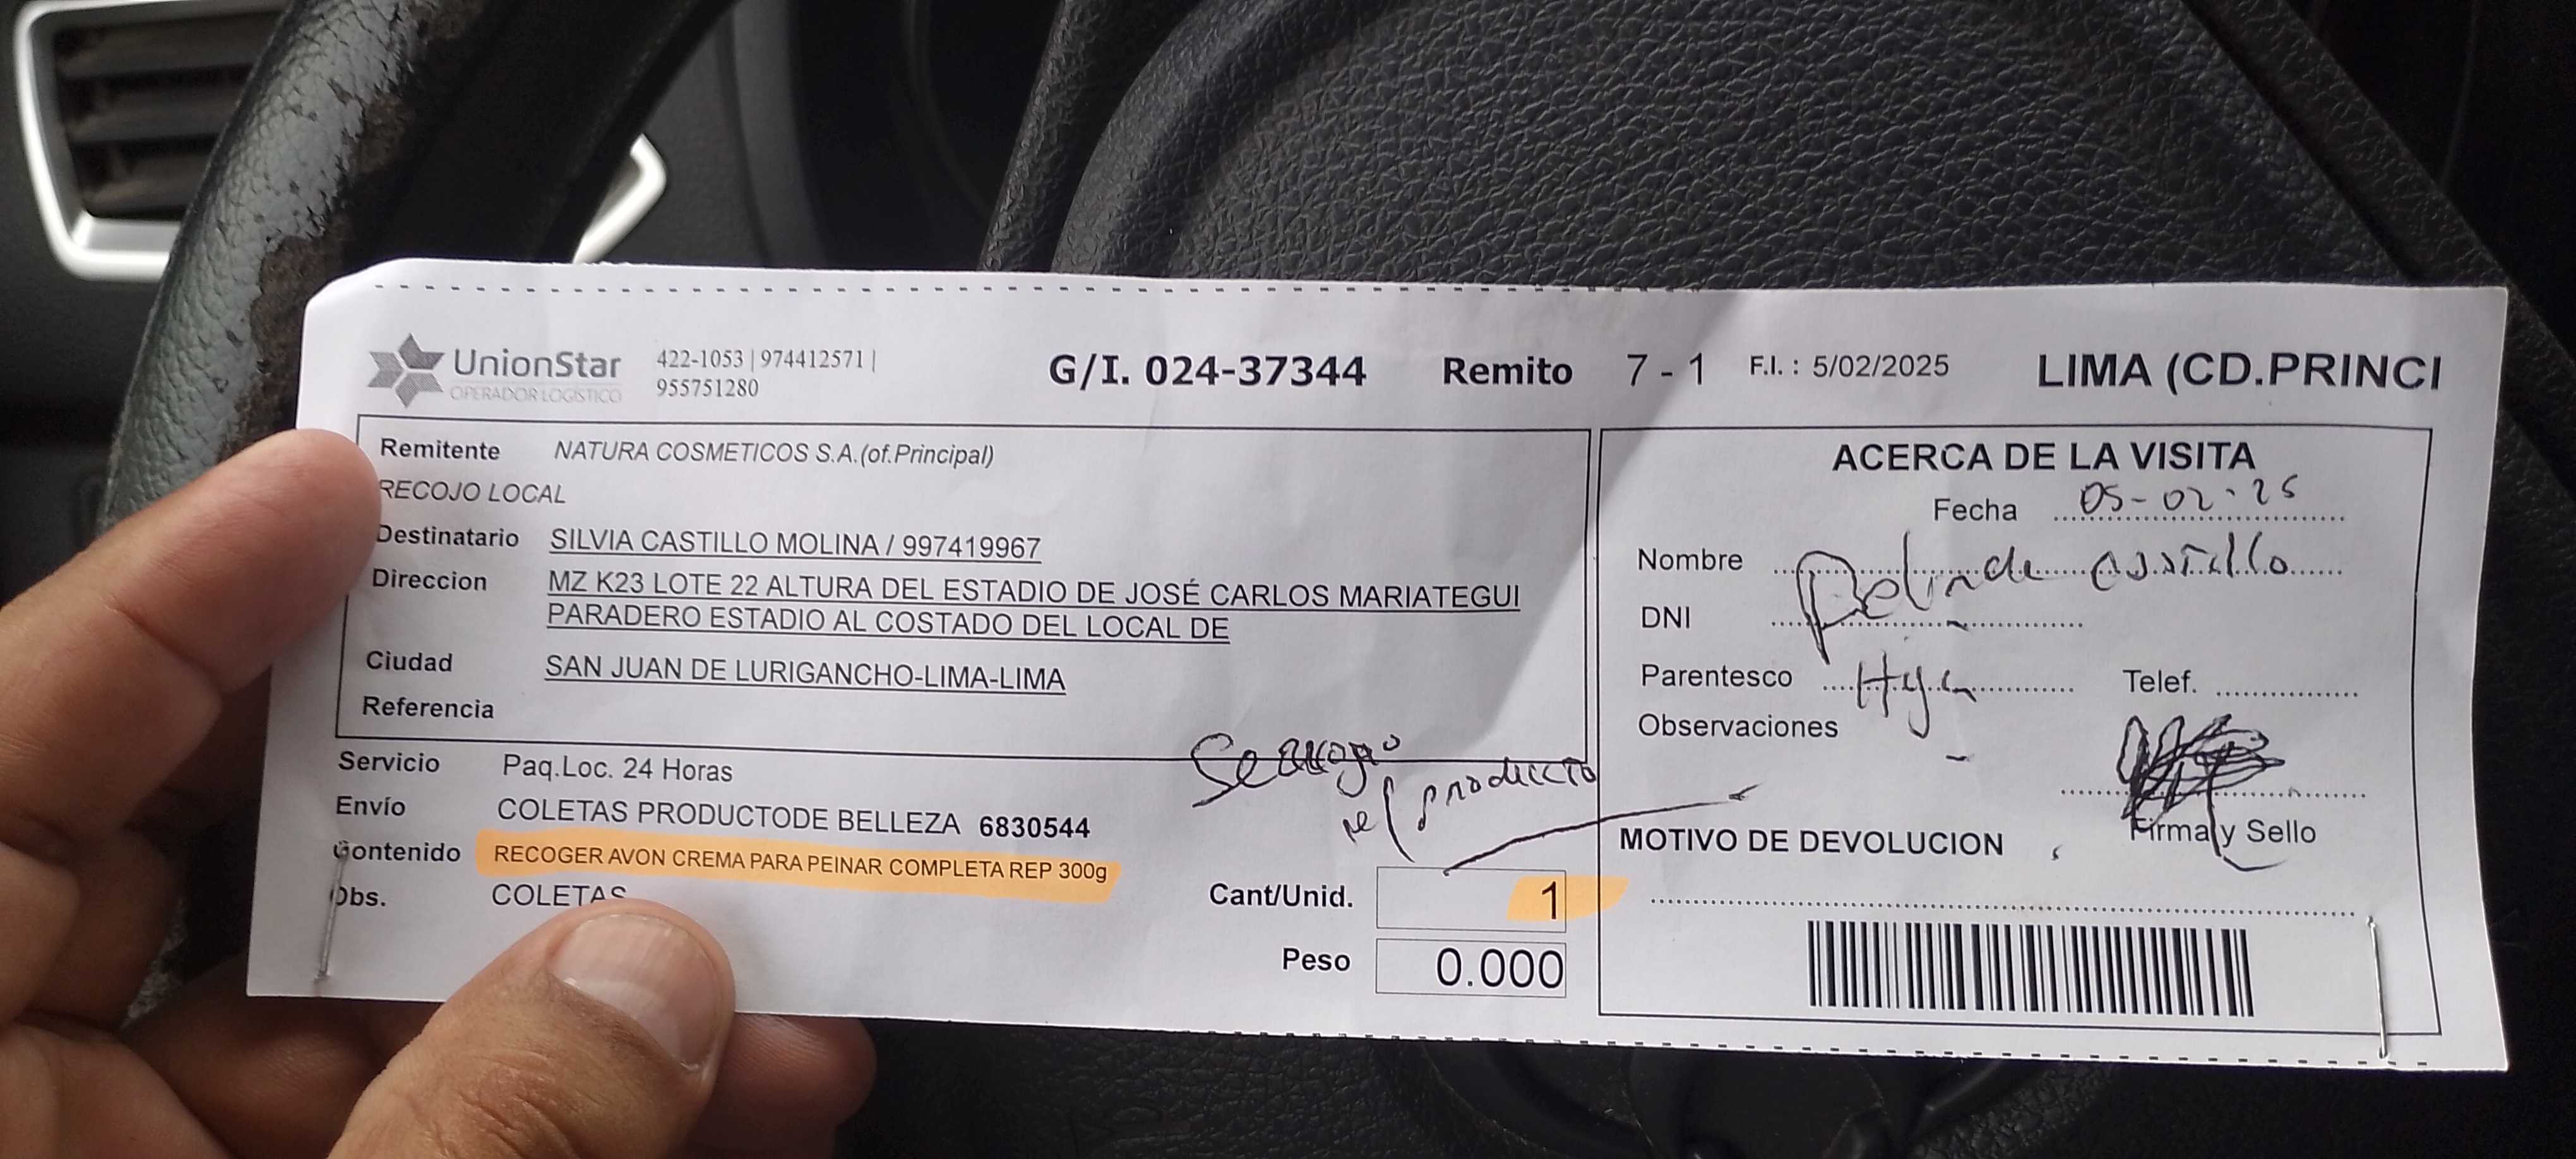 UnionStar
OPERADOR LOGÍSTICO
422-1053 | 974412571 |
955751280
G/I. 024-37344 Remito 7 - 1 F.I. : 5/02/2025 LIMA (CD.PRINCI
Remitente NATURA COSMETICOS S.A.(of.Principal)
RECOJO LOCAL
Destinatario SILVIA CASTILLO MOLINA / 997419967
Direccion MZ K23 LOTE 22 ALTURA DEL ESTADIO DE JOSÉ CARLOS MARIATEGUI
PARADERO ESTADIO AL COSTADO DEL LOCAL DE
Ciudad SAN JUAN DE LURIGANCHO-LIMA-LIMA
Referencia
Servicio Paq.Loc. 24 Horas
Envío COLETAS PRODUCTODE BELLEZA 6830544
Contenido RECOGER AVON CREMA PARA PEINAR COMPLETA REP 300g
Obs. COLETAS
Se
el producto
Cant/Unid. 1
Peso 0.000
ACERCA DE LA VISITA
Fecha 05-02-25
Nombre castillo
DNI -
Parentesco Telef.
Observaciones
-
Firma y Sello
MOTIVO DE DEVOLUCION